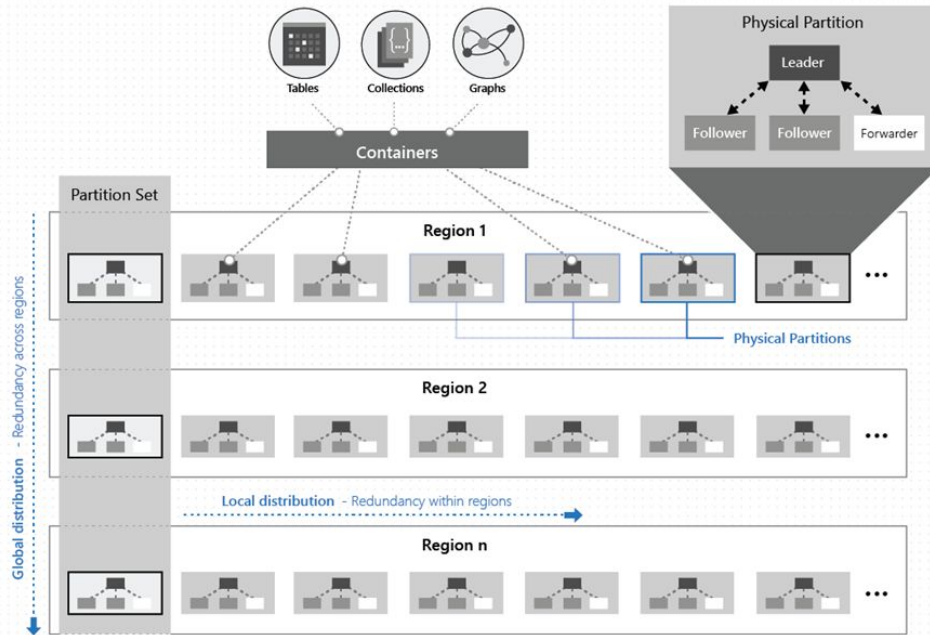 Physical Partition
Leader
Follower
Follower
Forwarder
{...}
Tables
Collections
Graphs
Containers
Partition Set
Region 1
...
Physical Partitions
Region 2
...
Local distribution - Redundancy within regions
Region n
...
Global distribution - Redundancy across regions